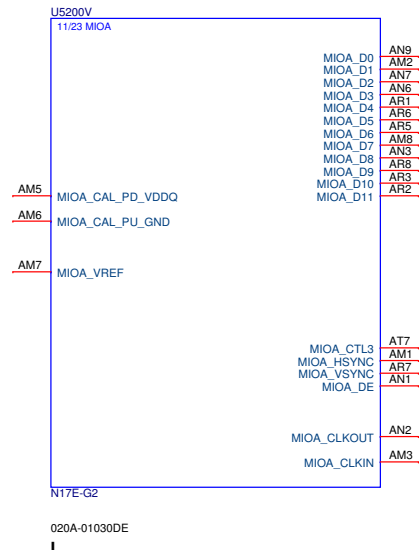 U5200V
11/23 MIOA
MIOA_D0 AN9
MIOA_D1 AM2
MIOA_D2 AN7
MIOA_D3 AN6
MIOA_D4 AR1
MIOA_D5 AR6
MIOA_D6 AR5
MIOA_D7 AM8
MIOA_D8 AN3
MIOA_D9 AR8
MIOA_D10 AR3
AM5 MIOA_CAL_PD_VDDQ MIOA_D11 AR2
AM6 MIOA_CAL_PU_GND
AM7 MIOA_VREF
MIOA_CTL3 AT7
MIOA_HSYNC AM1
MIOA_VSYNC AR7
MIOA_DE AN1
MIOA_CLKOUT AN2
MIOA_CLKIN AM3
N17E-G2
020A-01030DE